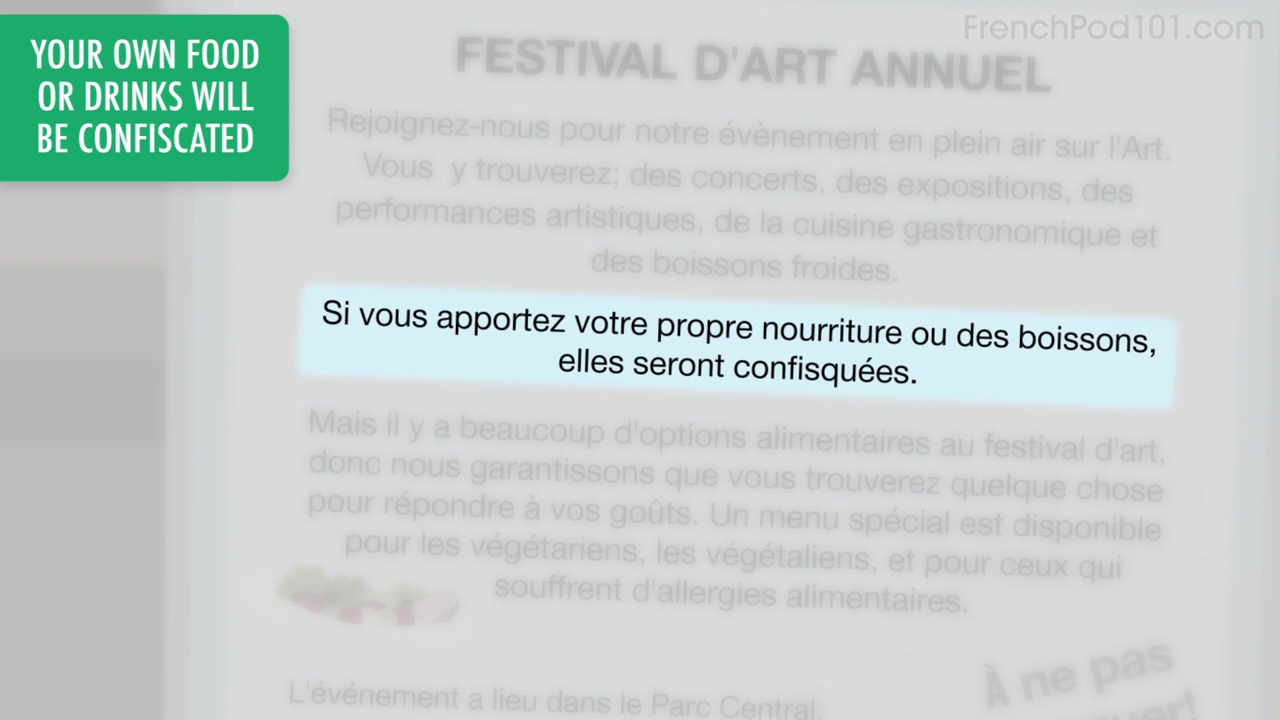 FrenchPod101.com
YOUR OWN FOOD
OR DRINKS WILL
BE CONFISCATED
FESTIVAL D'ART ANNUEL
Rejoignez-nous pour notre évènement en plein air sur l'Art.
Vous y trouverez; des concerts, des expositions, des
performances artistiques, de la cuisine gastronomique et
des boissons froides.
Si vous apportez votre propre nourriture ou des boissons,
elles seront confisquées.
Mais il y a beaucoup d'options alimentaires au festival d'art,
donc nous garantissons que vous trouverez quelque chose
pour répondre à vos goûts. Un menu spécial est disponible
pour les végétariens, les végétaliens, et pour ceux qui
souffrent d'allergies alimentaires.
À ne pas
L'événement a lieu dans le Parc Central.